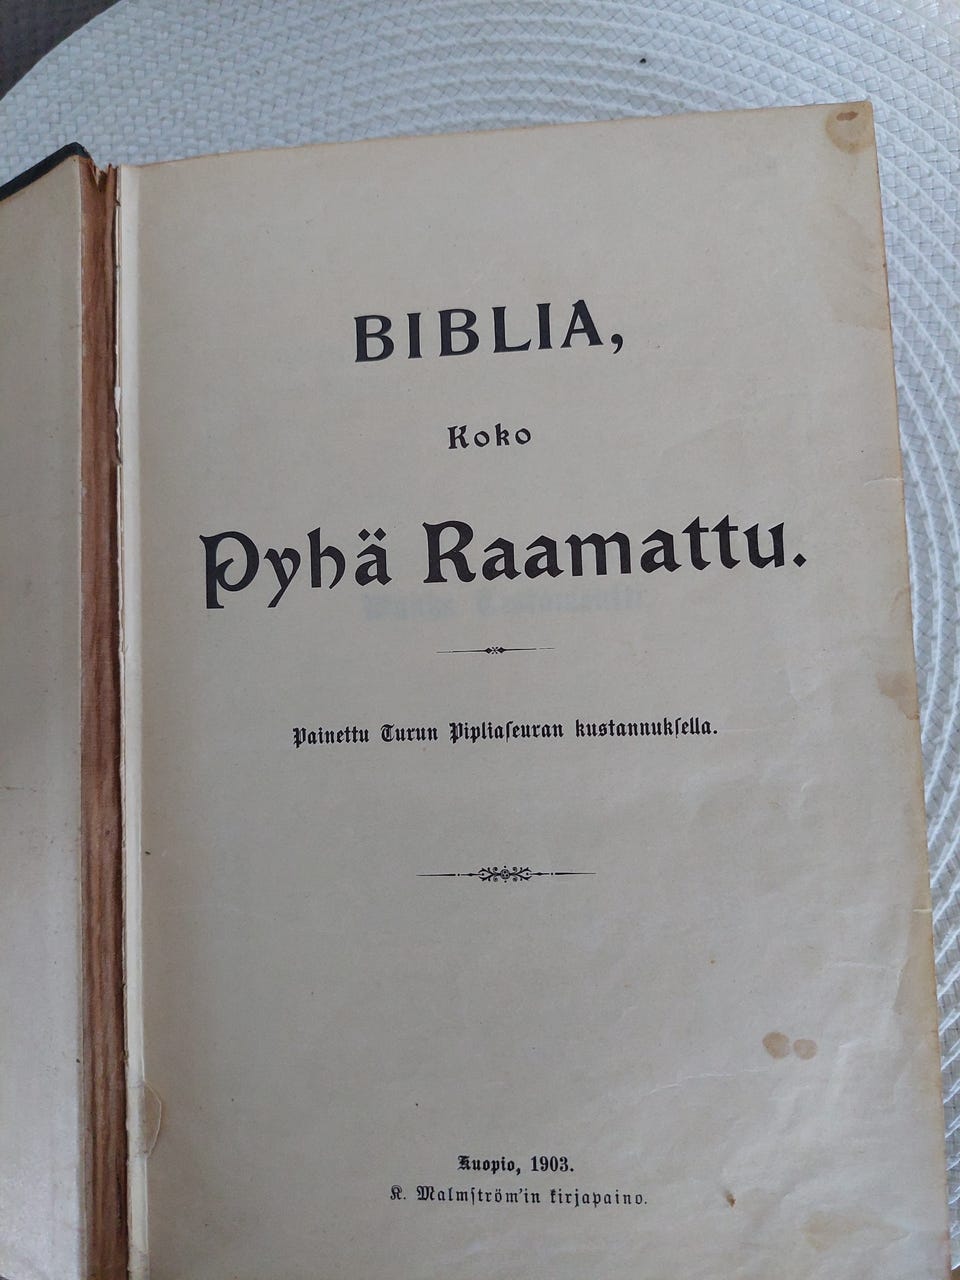 BIBLIA,
Koko
Pyhä Raamattu.
Painettu Turun Pipliaſeuran kustannukſella.
Kuopio, 1903.
K. Malmſtröm'in kirjapaino.